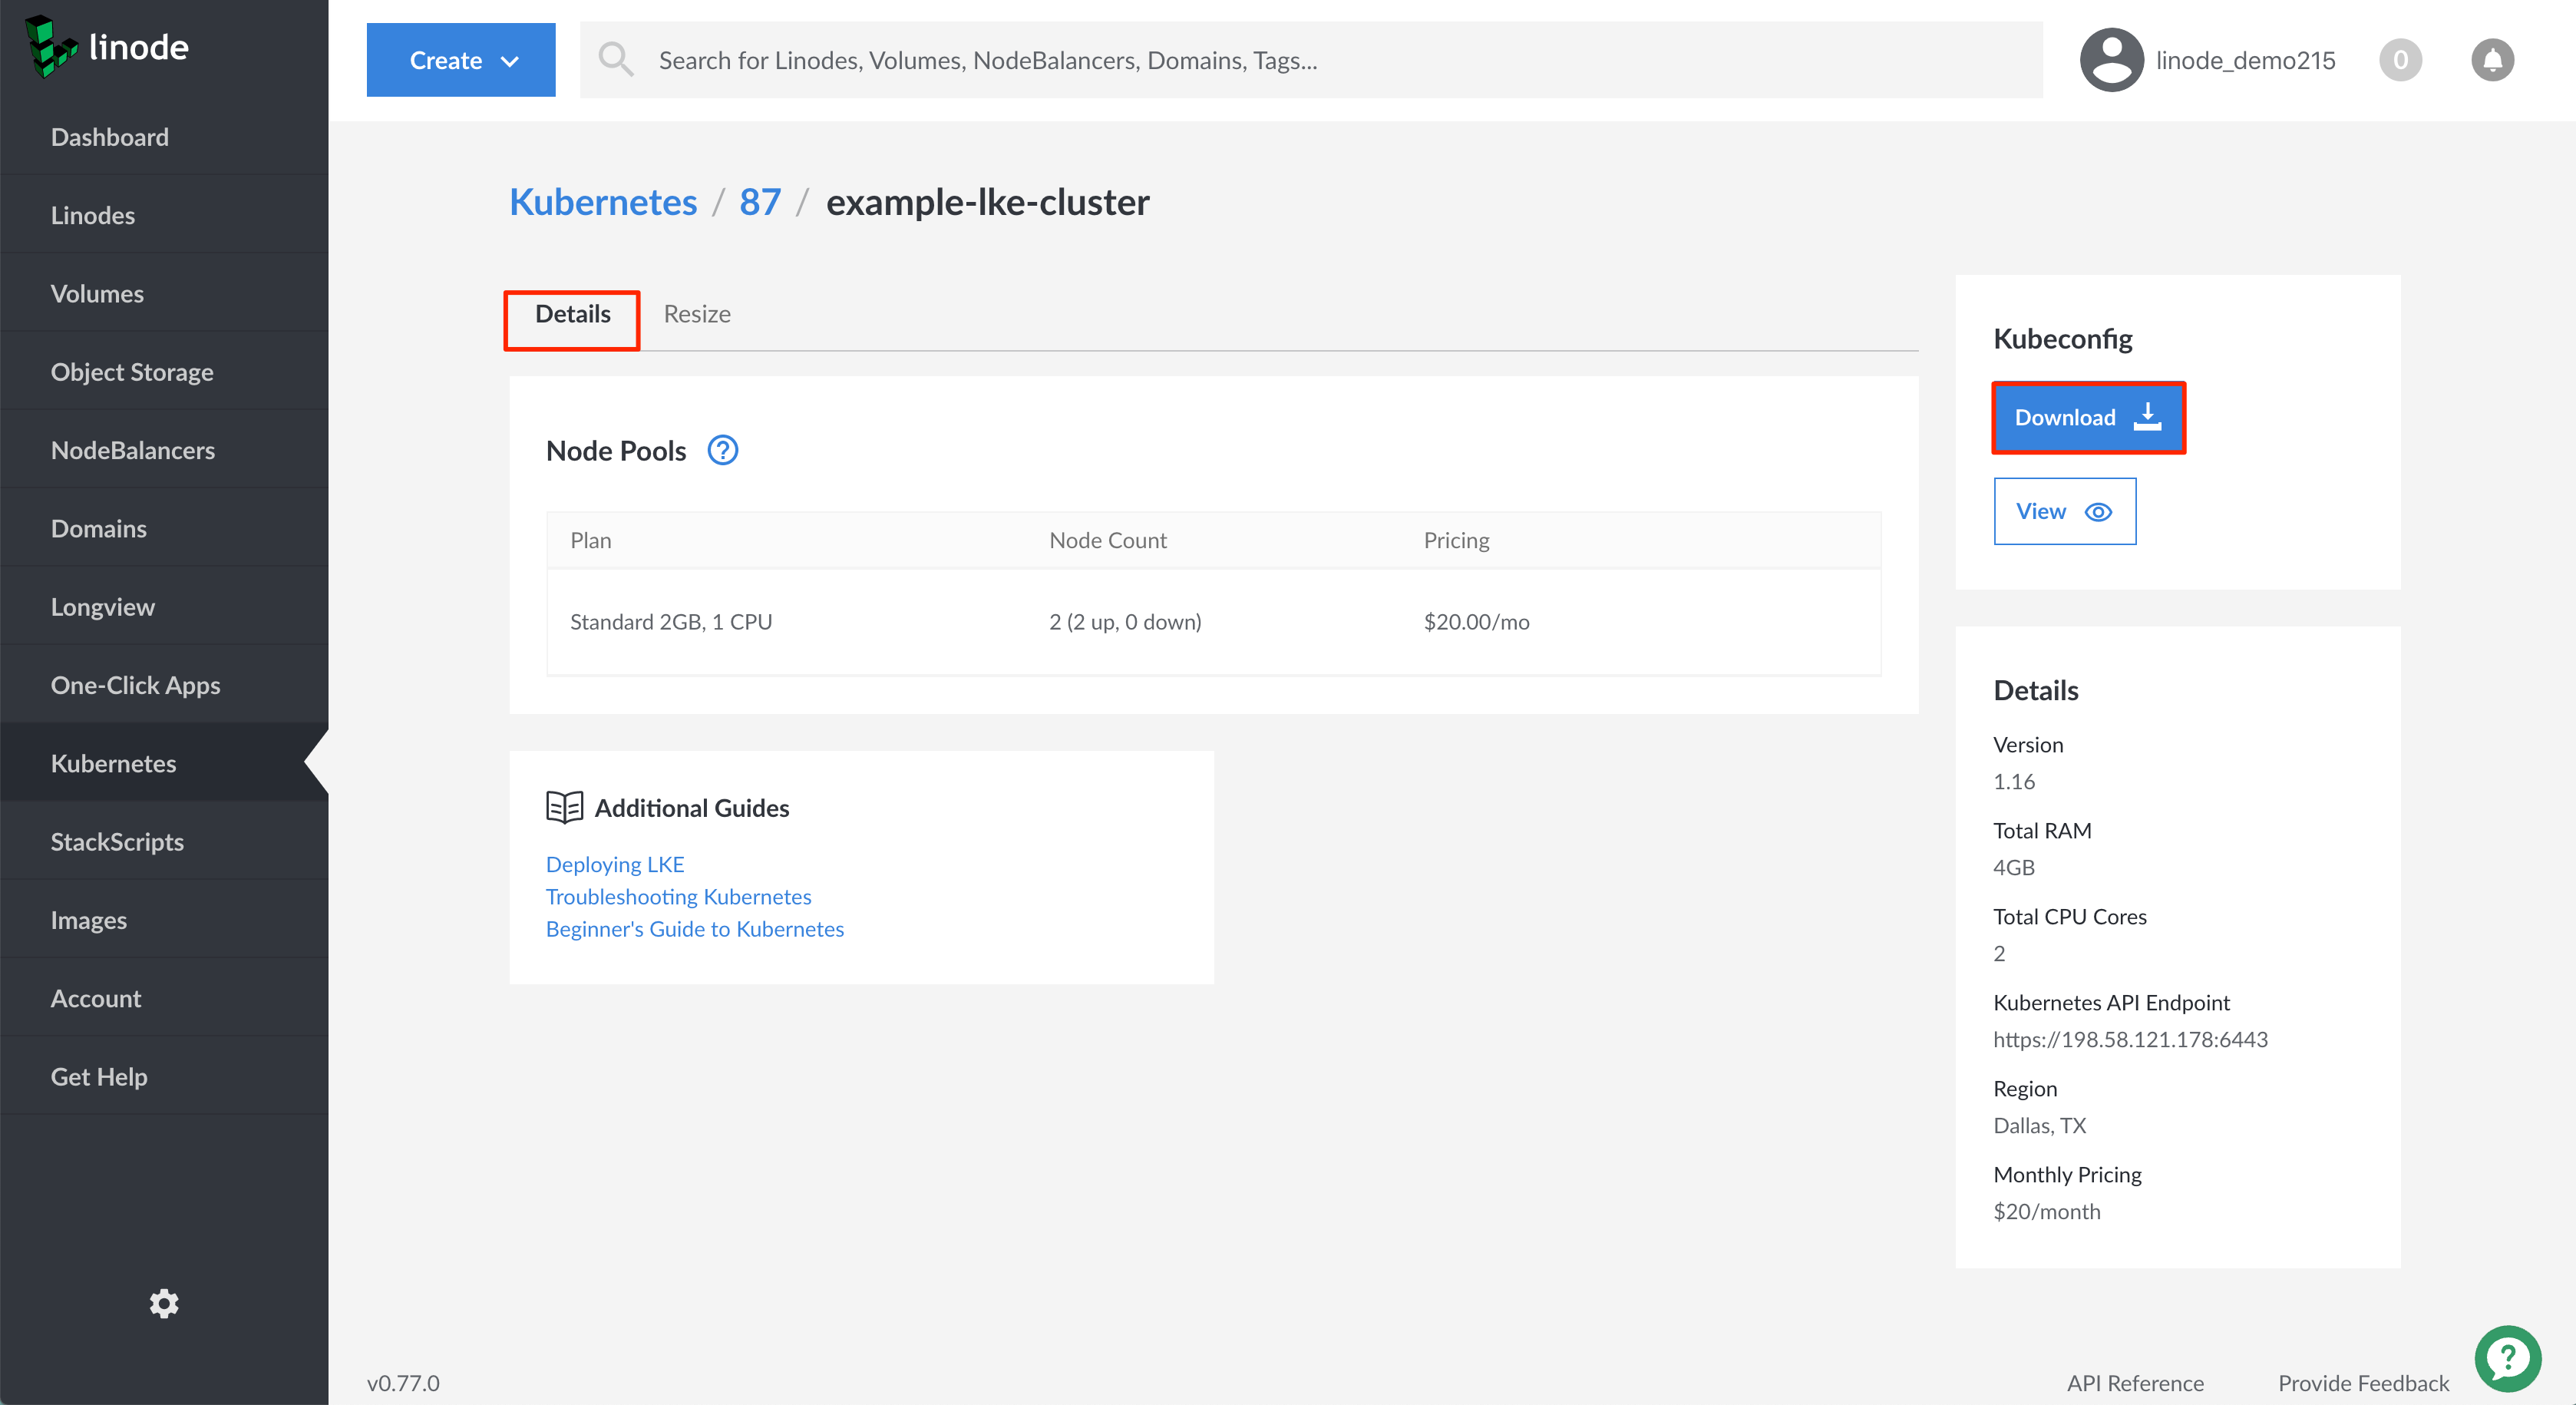 linode
Create
Search for Linodes, Volumes, NodeBalancers, Domains, Tags...
linode_demo215
0
Dashboard
Linodes
Volumes
Object Storage
NodeBalancers
Domains
Longview
One-Click Apps
Kubernetes
StackScripts
Images
Account
Get Help
Kubernetes / 87 / example-lke-cluster
Details
Resize
Node Pools
?
Plan
Node Count
Pricing
Standard 2GB, 1 CPU
2 (2 up, 0 down)
$20.00/mo
Additional Guides
Deploying LKE
Troubleshooting Kubernetes
Beginner's Guide to Kubernetes
Kubeconfig
Download
View
Details
Version
1.16
Total RAM
4GB
Total CPU Cores
2
Kubernetes API Endpoint
https://198.58.121.178:6443
Region
Dallas, TX
Monthly Pricing
$20/month
v0.77.0
API Reference
Provide Feedback
?